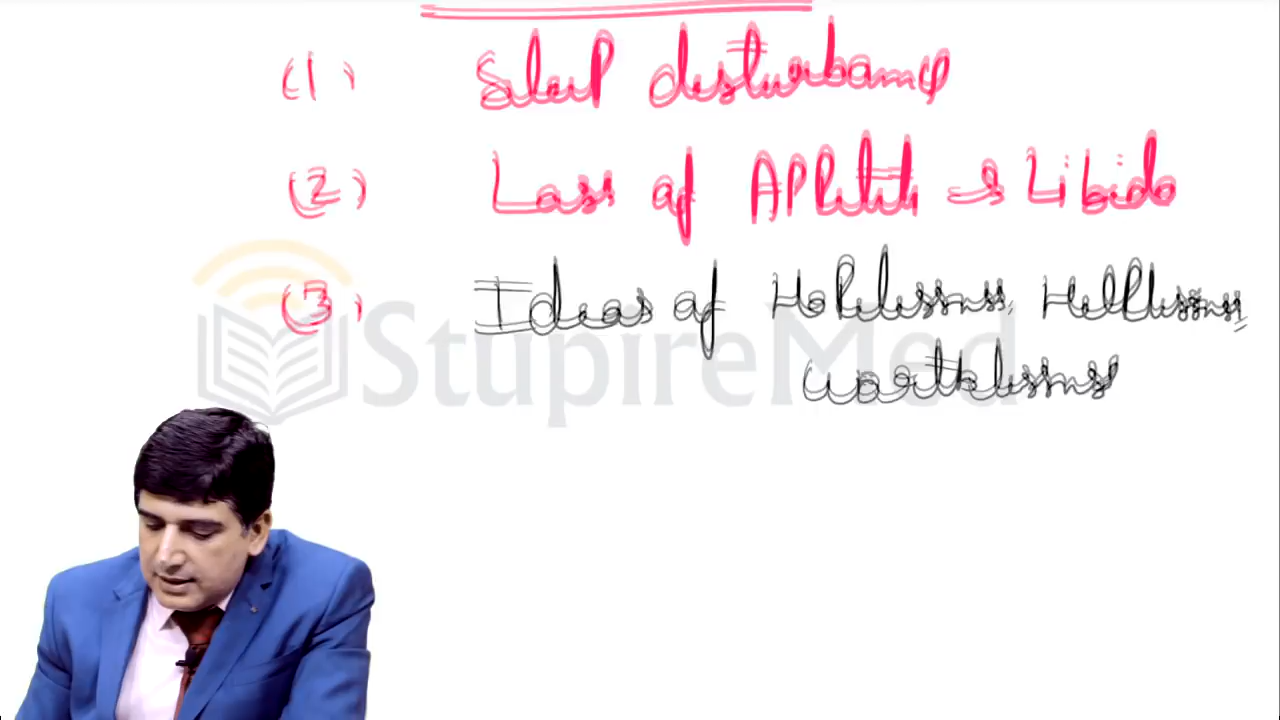 (1) Sleep disturbance
(2) Loss of APPetite & Libido
(3) Ideas of HoPelessness, HelPlessness,
worthlessness
StupireMed